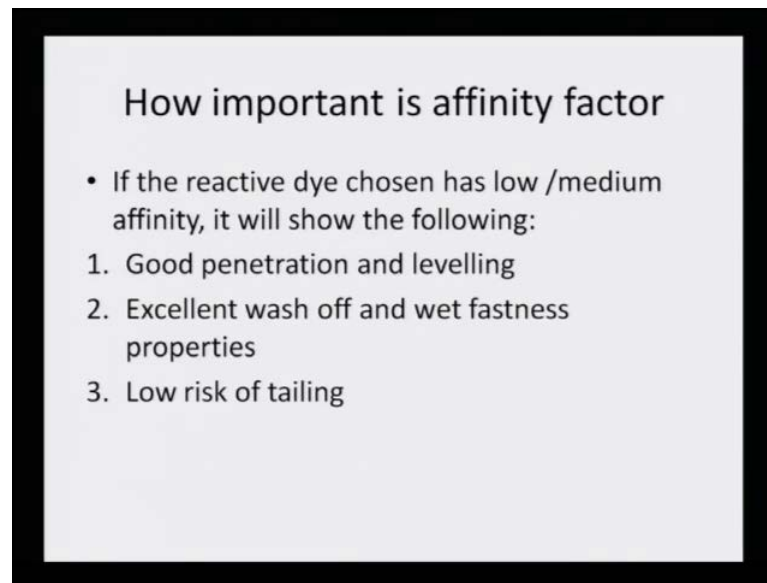 How important is affinity factor
• If the reactive dye chosen has low /medium
affinity, it will show the following:
1. Good penetration and levelling
2. Excellent wash off and wet fastness
properties
3. Low risk of tailing